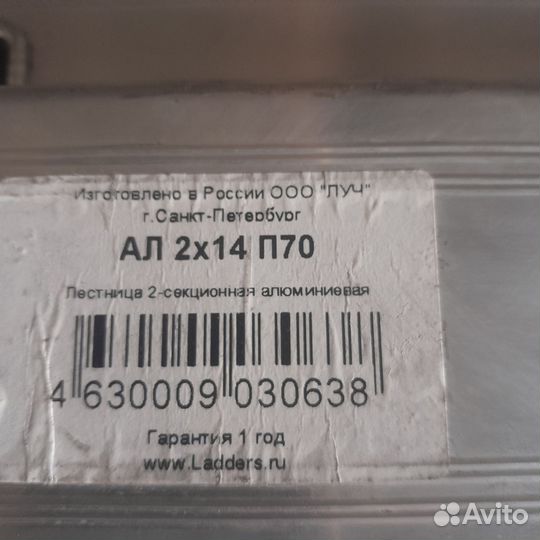 Изготовлено в России ООО "ЛУЧ"
г.Санкт-Петербург
АЛ 2х14 П70
Лестница 2-секционная алюминиевая
4 630009 030638
Гарантия 1 год
www.Ladders.ru
Avito